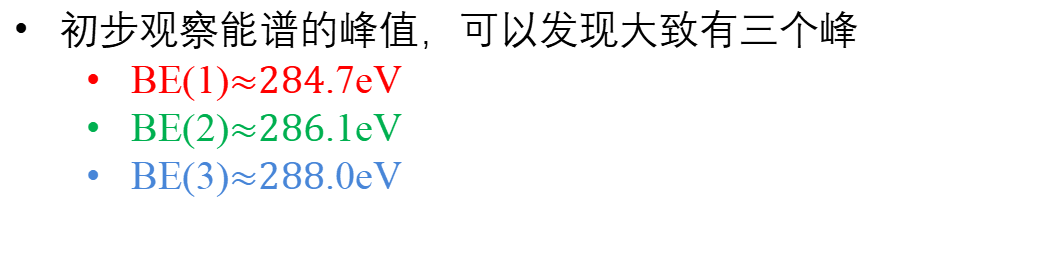 • 初步观察能谱的峰值，可以发现大致有三个峰
• BE(1)≈284.7eV
• BE(2)≈286.1eV
• BE(3)≈288.0eV